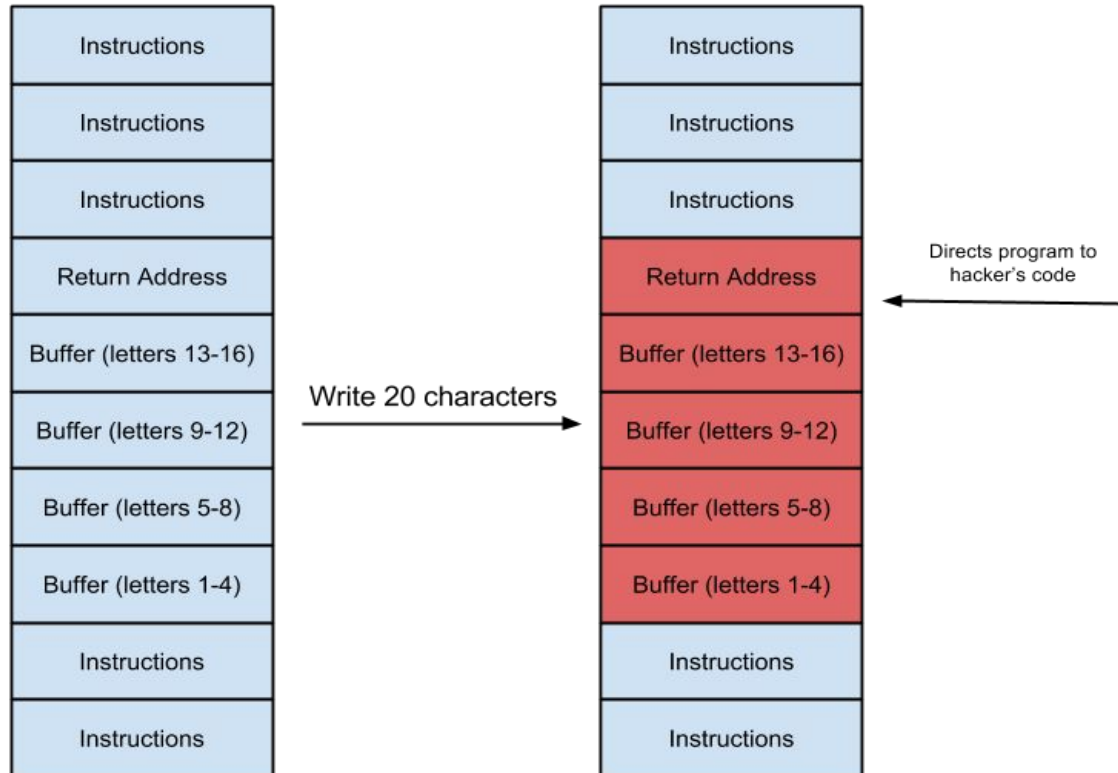 Instructions
Instructions
Instructions
Return Address
Buffer (letters 13-16)
Buffer (letters 9-12)
Buffer (letters 5-8)
Buffer (letters 1-4)
Instructions
Instructions
Write 20 characters
Instructions
Instructions
Instructions
Return Address
Buffer (letters 13-16)
Buffer (letters 9-12)
Buffer (letters 5-8)
Buffer (letters 1-4)
Instructions
Instructions
Directs program to
hacker's code